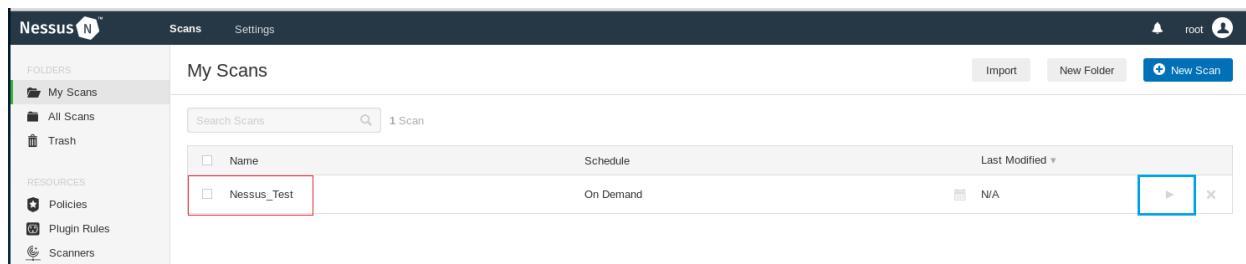 Nessus N
Scans Settings
root
FOLDERS
My Scans
All Scans
Trash
RESOURCES
Policies
Plugin Rules
Scanners
My Scans
Import New Folder New Scan
Search Scans 1 Scan
Name Schedule Last Modified
Nessus_Test On Demand N/A